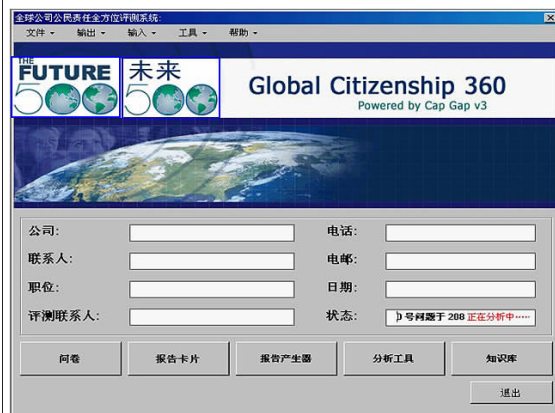 全球公司公民责任全方位评测系统:
文件 输出 输入 工具 帮助
THE
FUTURE
500
未来
500
Global Citizenship 360
Powered by Cap Gap v3
公司: 电话:
联系人: 电邮:
职位: 日期:
评测联系人: 状态: 0 号问题于 208 正在分析中……
问卷 报告卡片 报告产生器 分析工具 知识库
退出